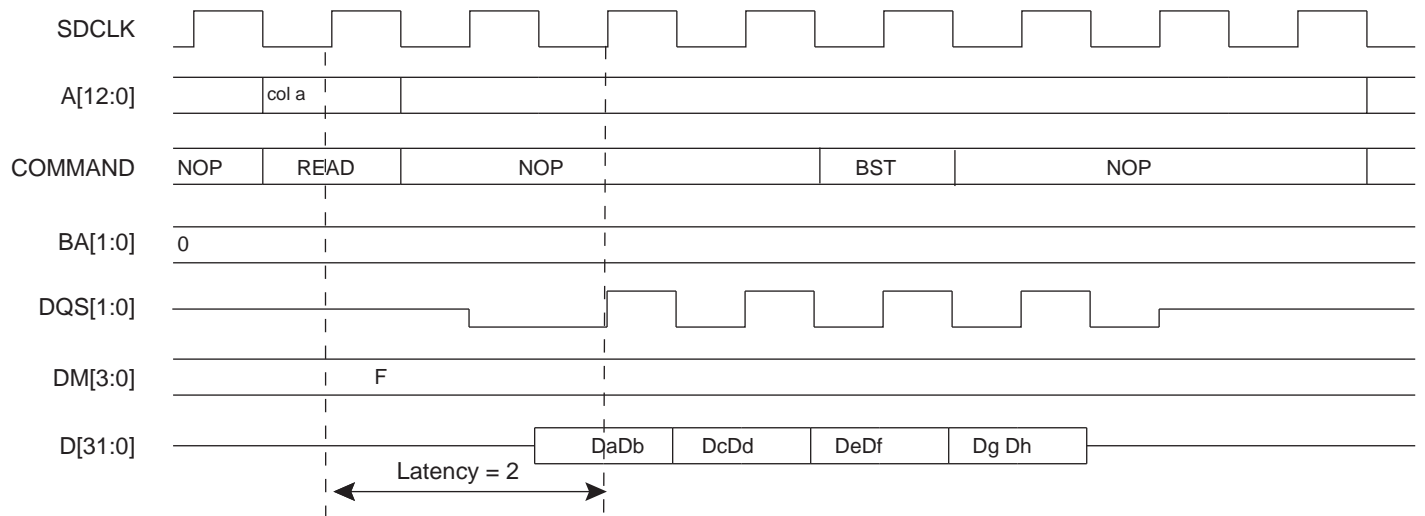 SDCLK
A[12:0] col a
COMMAND NOP READ NOP BST NOP
BA[1:0] 0
DQS[1:0]
DM[3:0] F
D[31:0] DaDb DcDd DeDf Dg Dh
Latency = 2